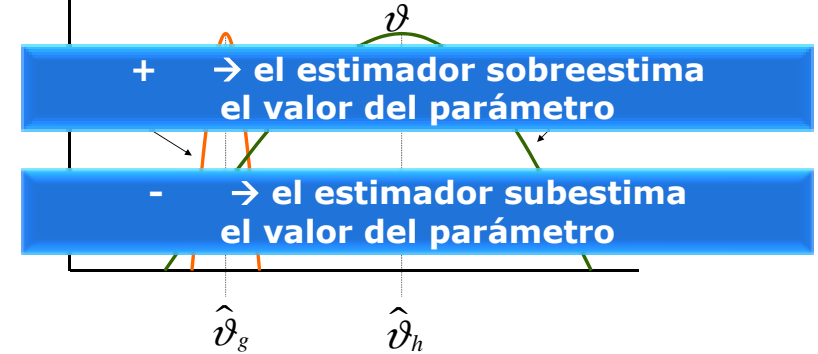 ϑ
+ → el estimador sobreestima
el valor del parámetro
- → el estimador subestima
el valor del parámetro
ϑ̂g ϑ̂h